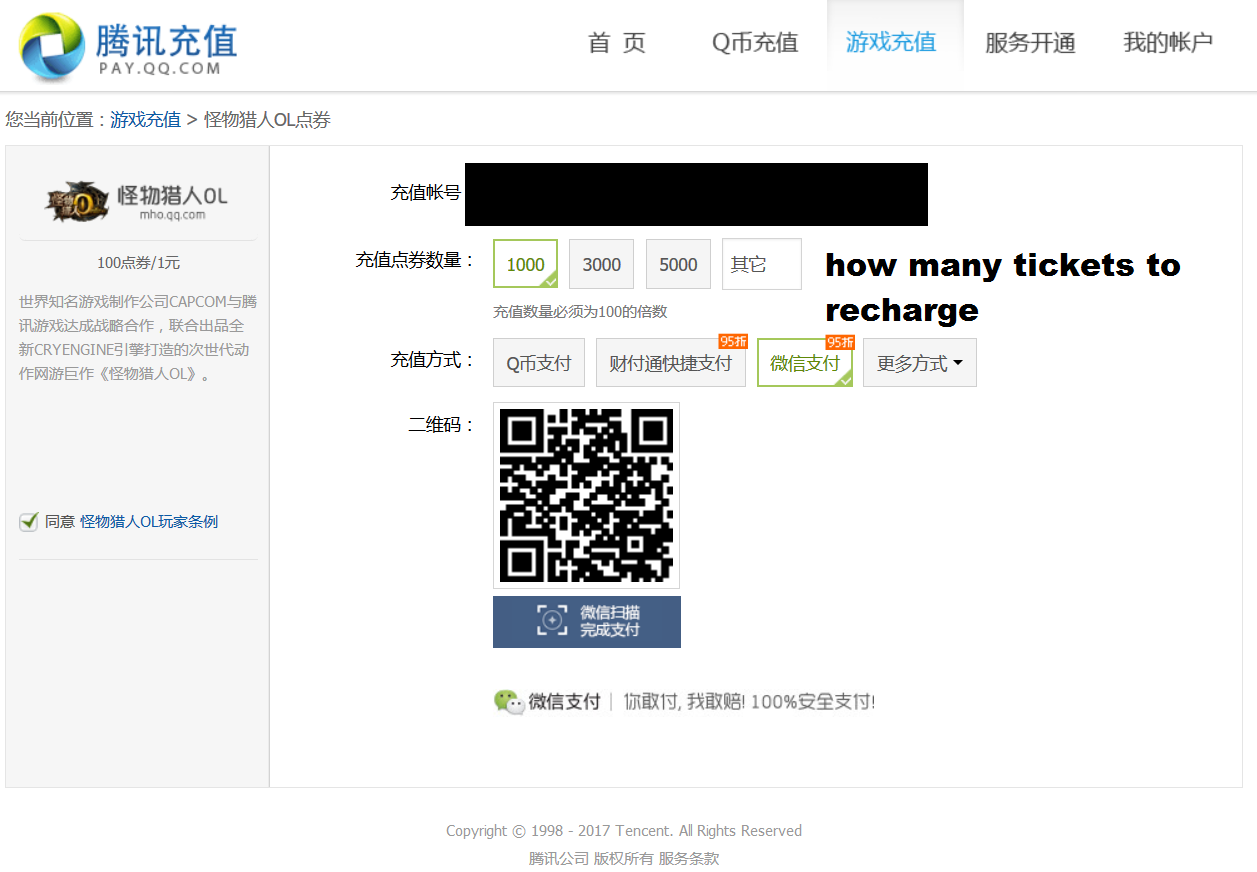 腾讯充值
PAY.QQ.COM
首 页
Q币充值
游戏充值
服务开通
我的帐户
您当前位置：游戏充值 > 怪物猎人OL点券
怪物猎人OL
mho.qq.com
100点券/1元
世界知名游戏制作公司CAPCOM与腾
讯游戏达成战略合作，联合出品全
新CRYENGINE引擎打造的次世代动
作网游巨作《怪物猎人OL》。
同意 怪物猎人OL玩家条例
充值帐号
充值点券数量：
1000
3000
5000
其它
how many tickets to
recharge
充值数量必须为100的倍数
充值方式：
Q币支付
财付通快捷支付
95折
微信支付
95折
更多方式
二维码：
微信扫描
完成支付
微信支付 | 你敢付, 我敢赔! 100%安全支付!
Copyright © 1998 - 2017 Tencent. All Rights Reserved
腾讯公司 版权所有 服务条款